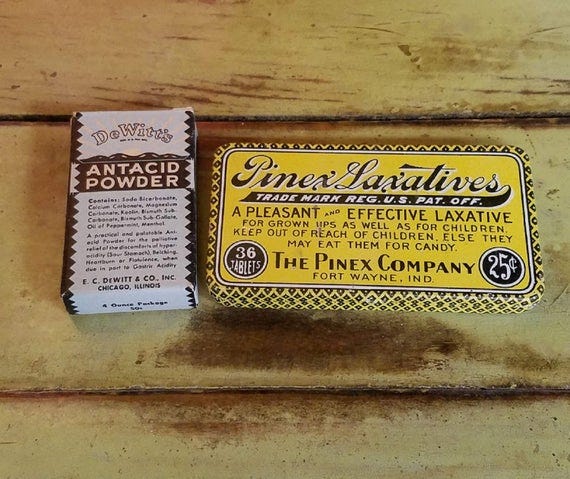 DeWitt's
ANTACID
POWDER
Contains: Soda Bicarbonate,
Calcium Carbonate, Magnesium
Carbonate, Kaolin, Bismuth Sub-
Carbonate, Bismuth Sub-Gallate,
Oil of Peppermint, Menthol.
A practical and palatable Ant-
acid Powder for the palliative
relief of the discomforts of hyper-
acidity (Sour Stomach), Belching,
Heartburn or Flatulence, when
due in part to Gastric Acidity
E. C. DEWITT & CO., INC.
CHICAGO, ILLINOIS
4 Ounce Package
50c
Pinex Laxatives
TRADE MARK REG. U.S. PAT. OFF.
A PLEASANT AND EFFECTIVE LAXATIVE
FOR GROWN UPS AS WELL AS FOR CHILDREN.
KEEP OUT OF REACH OF CHILDREN, ELSE THEY
MAY EAT THEM FOR CANDY.
36
TABLETS
THE PINEX COMPANY
FORT WAYNE, IND.
25¢